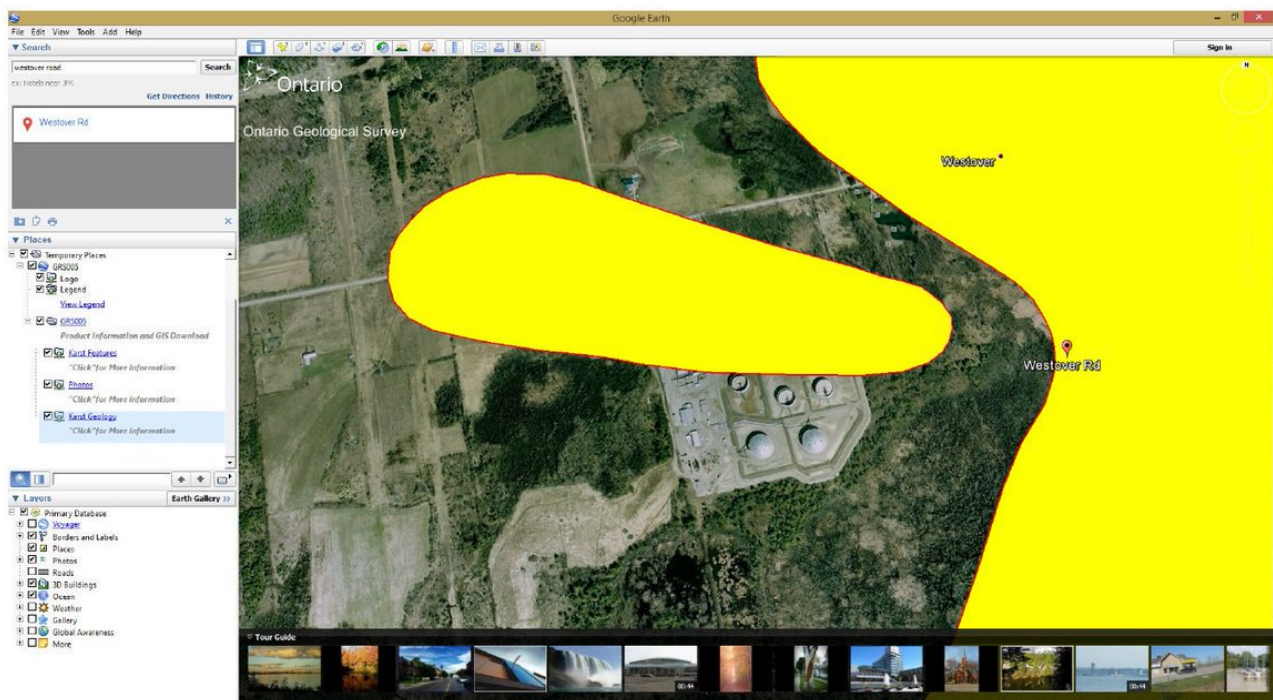 Google Earth
File Edit View Tools Add Help
Search
westover road
Search
ex: Hotels near JFK
Get Directions History
Westover Rd
Places
Temporary Places
GRS005
Logo
Legend
View Legend
GRS005
Product Information and GIS Download
Karst Features
"Click"for More Information
Photos
"Click"for More Information
Karst Geology
"Click"for More Information
Layers
Earth Gallery >>
Primary Database
Voyager
Borders and Labels
Places
Photos
Roads
3D Buildings
Ocean
Weather
Gallery
Global Awareness
More
Sign in
Ontario
Ontario Geological Survey
N
Westover
Westover Rd
Tour Guide
00:44
00:44